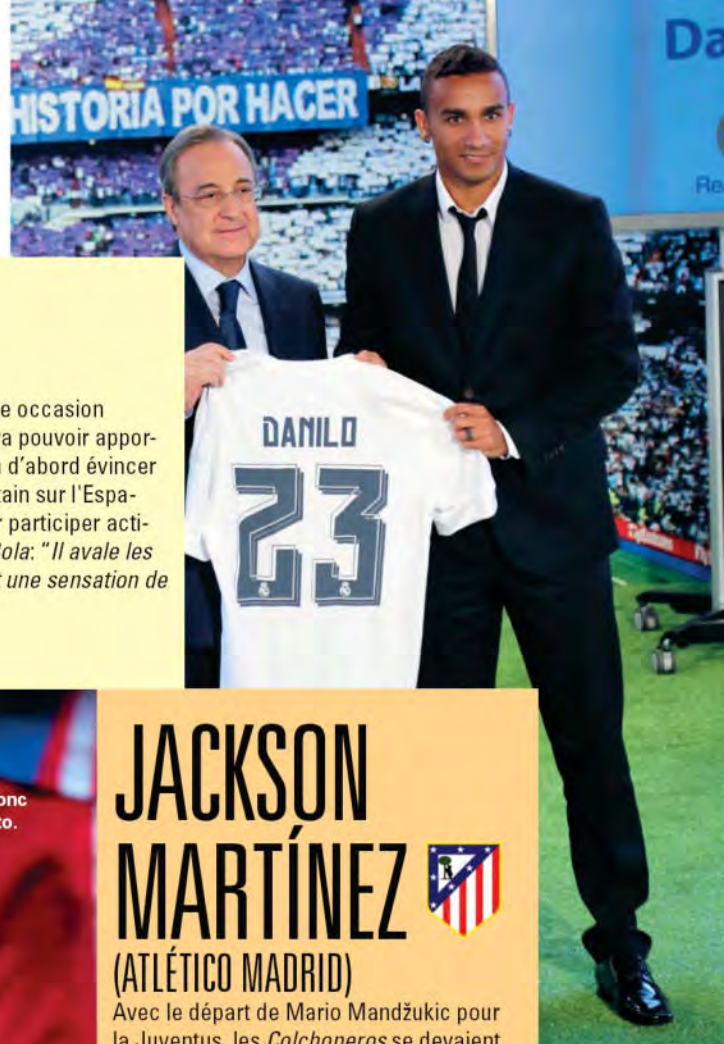 HISTORIA POR HACER
Da
Re
DANILO
23
e occasion
a pouvoir appor-
d'abord évincer
tain sur l'Espa-
r participer acti-
ola: "Il avale les
t une sensation de
onc
to.
JACKSON
MARTÍNEZ
(ATLÉTICO MADRID)
Avec le départ de Mario Mandžukic pour
la Juventus, les Colchoneros se devaient